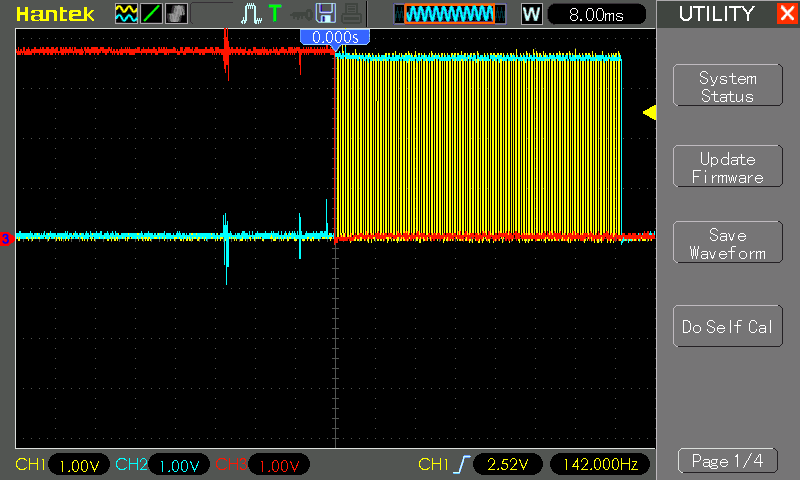 Hantek T W 8.00ms UTILITY X
0.000s
System
Status
Update
Firmware
3
Save
Waveform
Do Self Cal
CH1 1.00V CH2 1.00V CH3 1.00V CH1 2.52V 142.000Hz
Page 1/4